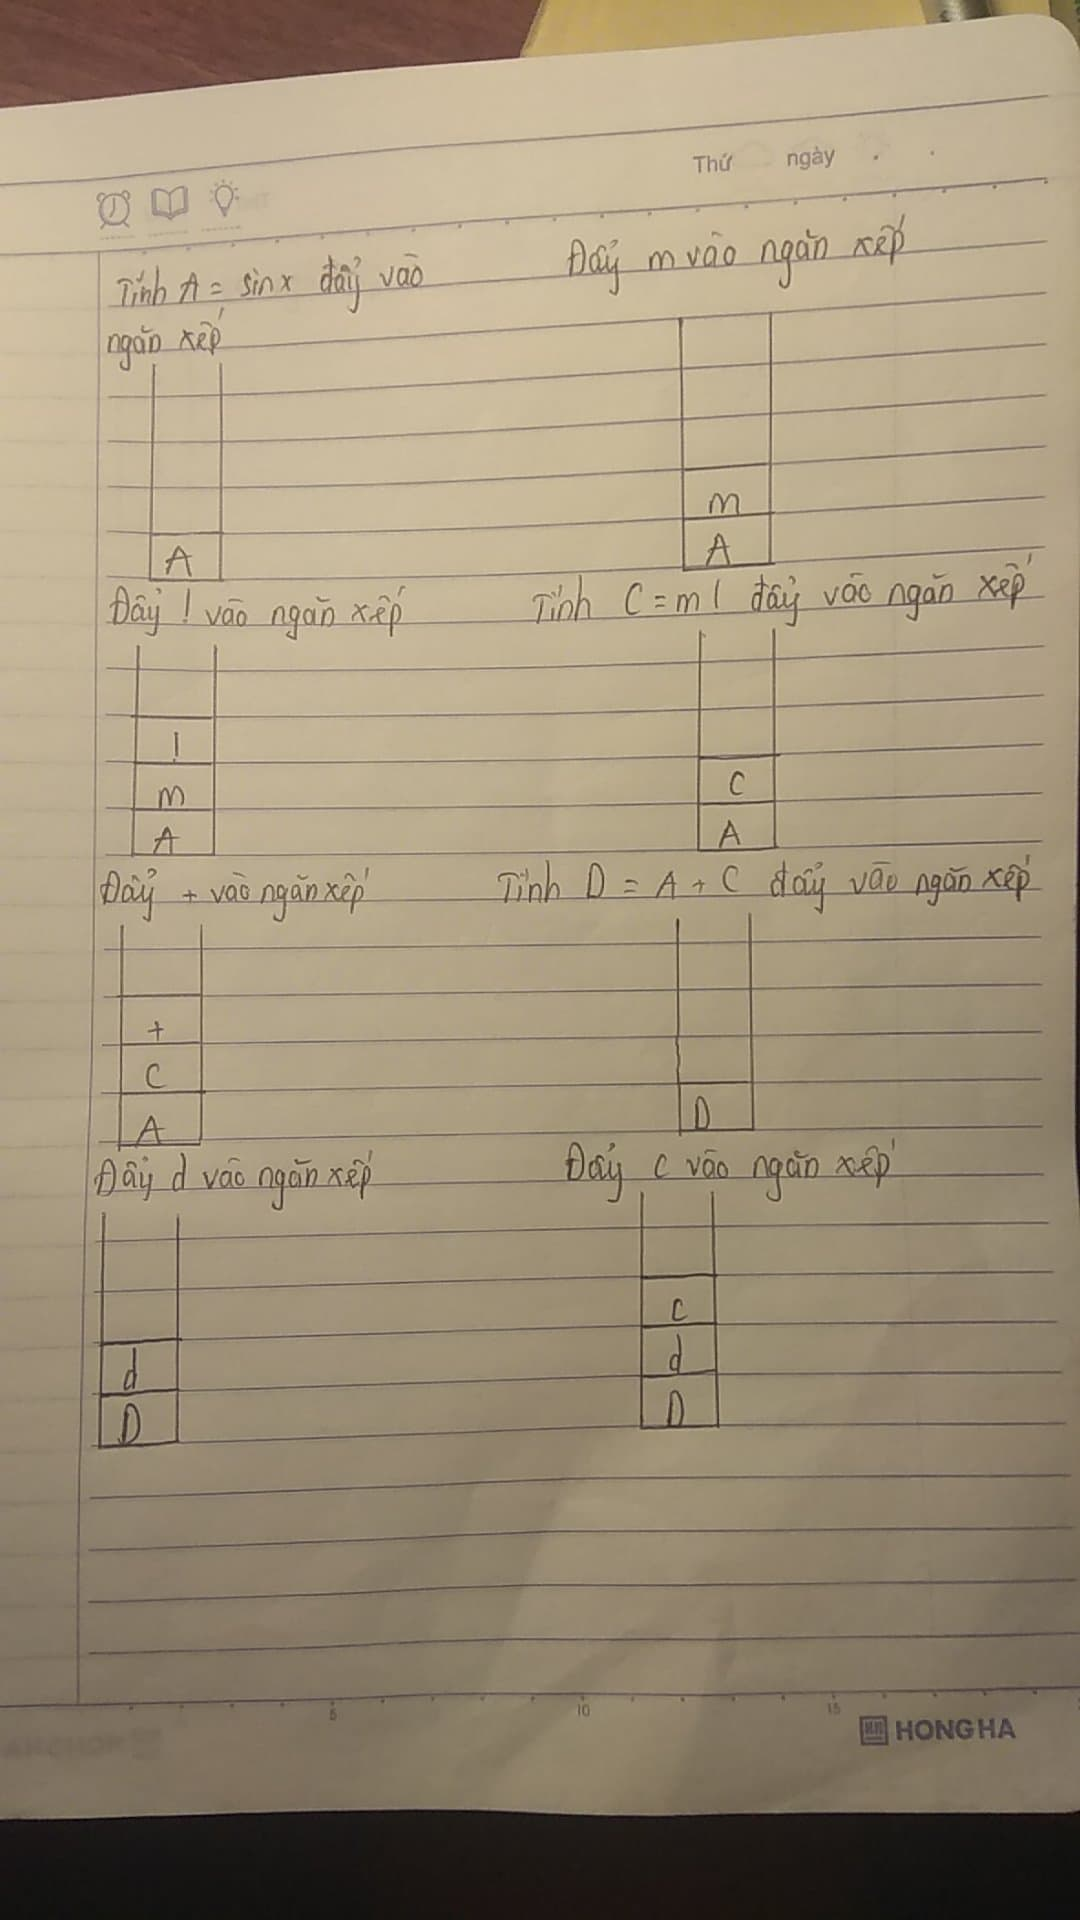 Thứ ngày
Tính A = sinx đẩy vào
ngăn xếp
A
Đẩy m vào ngăn xếp
m
A
Đẩy ! vào ngăn xếp
!
m
A
Tính C = m! đẩy vào ngăn xếp
C
A
Đẩy + vào ngăn xếp
+
C
A
Tính D = A + C đẩy vào ngăn xếp
D
Đẩy d vào ngăn xếp
d
D
Đẩy c vào ngăn xếp
c
d
D
5 10 15
HONG HA